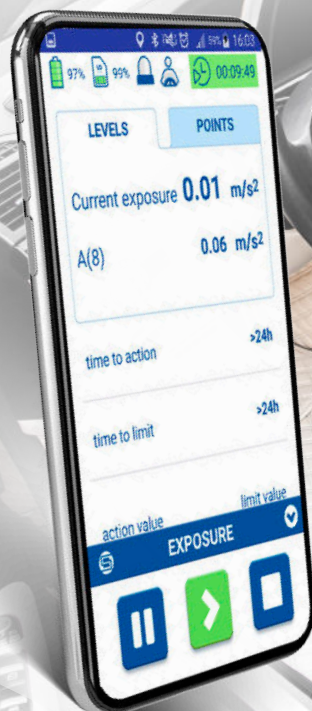 59% 16:03
97% 99% 00:09:49
LEVELS POINTS
Current exposure 0.01 m/s2
A(8) 0.06 m/s2
time to action >24h
time to limit >24h
action value limit value
EXPOSURE